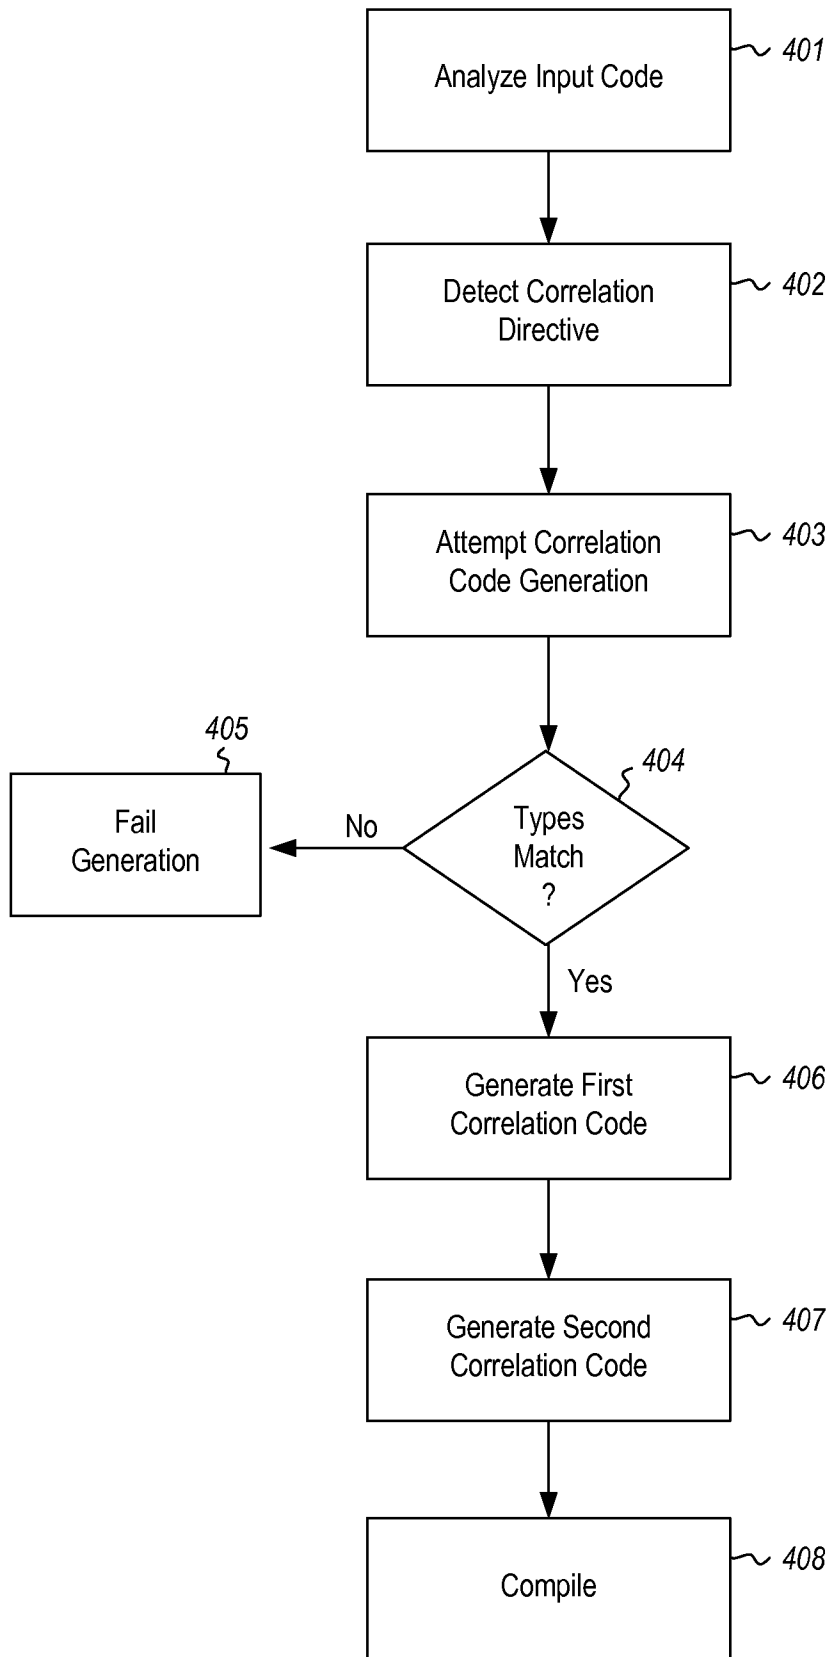 Analyze Input Code
401
Detect Correlation
Directive
402
Attempt Correlation
Code Generation
403
404
Types
Match
?
No
405
Fail
Generation
Yes
Generate First
Correlation Code
406
Generate Second
Correlation Code
407
Compile
408